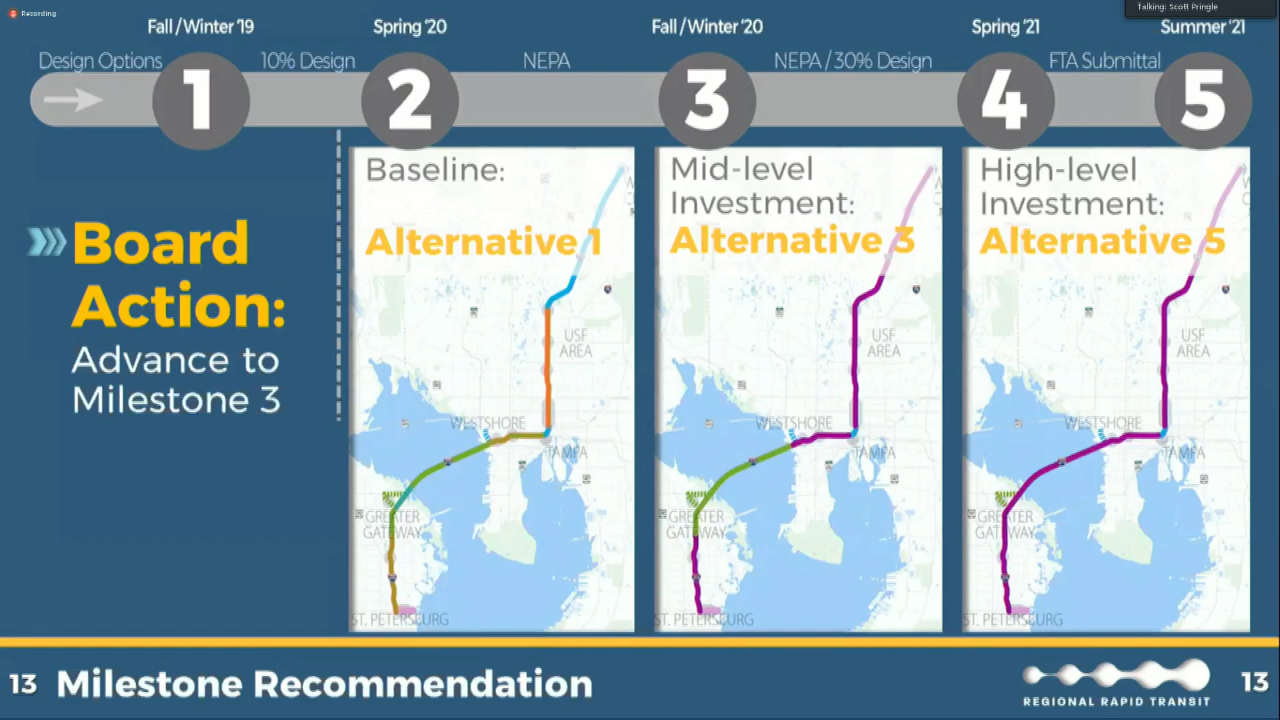 Recording
Talking: Scott Pringle
Fall / Winter '19
Spring '20
Fall / Winter '20
Spring '21
Summer '21
Design Options
10% Design
NEPA
NEPA / 30% Design
FTA Submittal
1
2
3
4
5
Board
Action:
Advance to
Milestone 3
Baseline:
Alternative 1
USF
AREA
WESTSHORE
TAMPA
GREATER
GATEWAY
ST. PETERSBURG
Mid-level
Investment:
Alternative 3
USF
AREA
WESTSHORE
TAMPA
GREATER
GATEWAY
ST. PETERSBURG
High-level
Investment:
Alternative 5
USF
AREA
WESTSHORE
TAMPA
GREATER
GATEWAY
ST. PETERSBURG
13 Milestone Recommendation
REGIONAL RAPID TRANSIT
13